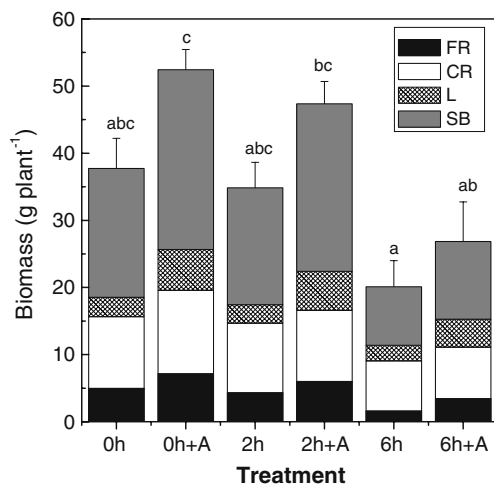 60
50
40
30
20
10
0
Biomass (g plant⁻¹)
abc
c
abc
bc
a
ab
FR
CR
L
SB
0h 0h+A 2h 2h+A 6h 6h+A
Treatment